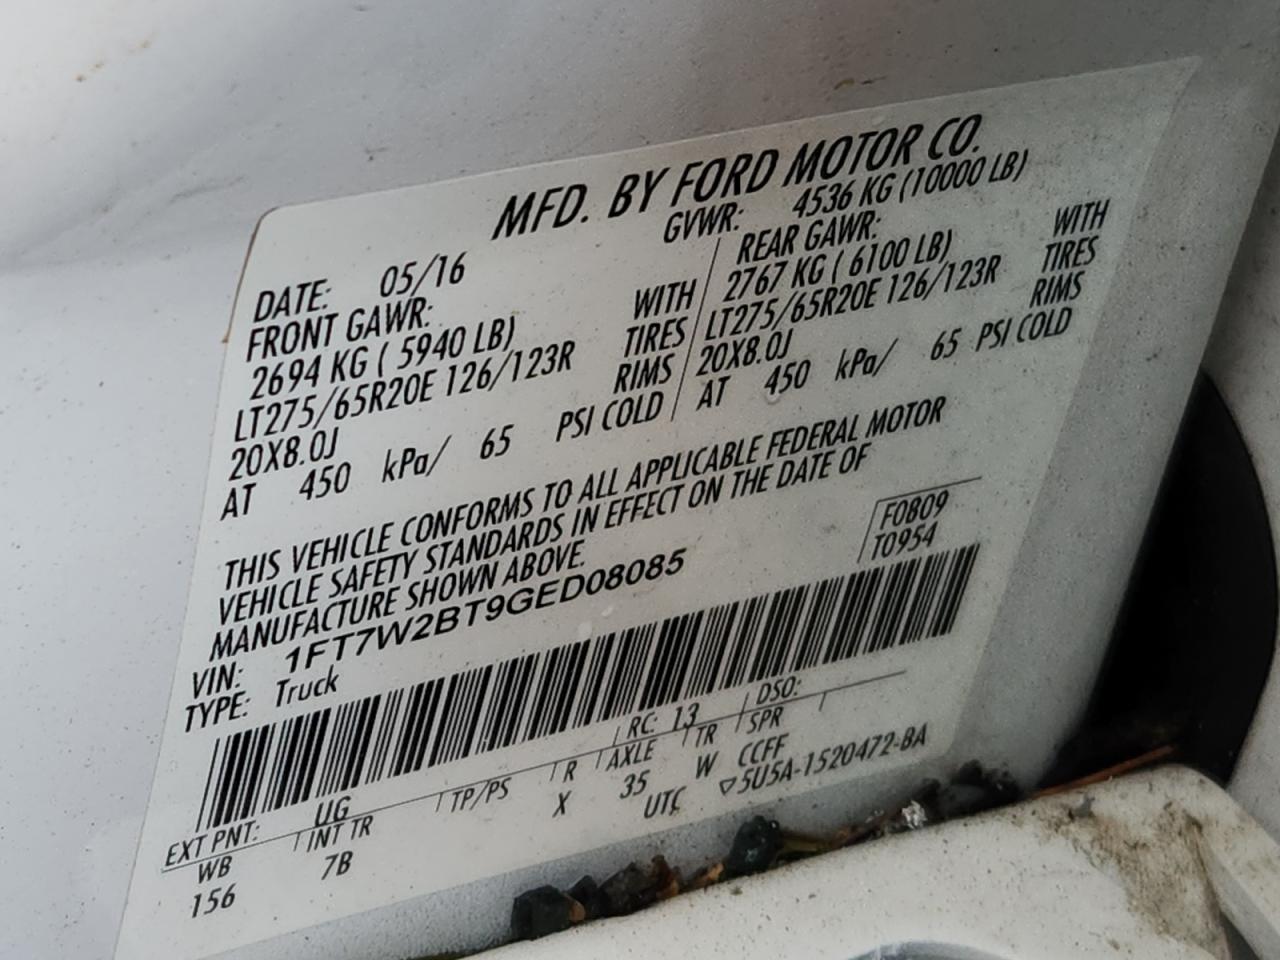 MFD. BY FORD MOTOR CO.
DATE: 05/16 GVWR: 4536 KG (10000 LB)
FRONT GAWR: REAR GAWR:
2694 KG ( 5940 LB) WITH 2767 KG ( 6100 LB) WITH
LT275/65R20E 126/123R TIRES LT275/65R20E 126/123R TIRES
20X8.0J RIMS 20X8.0J RIMS
AT 450 kPa/ 65 PSI COLD AT 450 kPa/ 65 PSI COLD
THIS VEHICLE CONFORMS TO ALL APPLICABLE FEDERAL MOTOR
VEHICLE SAFETY STANDARDS IN EFFECT ON THE DATE OF
MANUFACTURE SHOWN ABOVE.
F0809
VIN: 1FT7W2BT9GED08085 T0954
TYPE: Truck
EXT PNT: UG RC: 13 DSO:
WB INT TR TP/PS R AXLE TR SPR
156 7B X 35 W CCFF
UTC ▽5U5A-1520472-BA